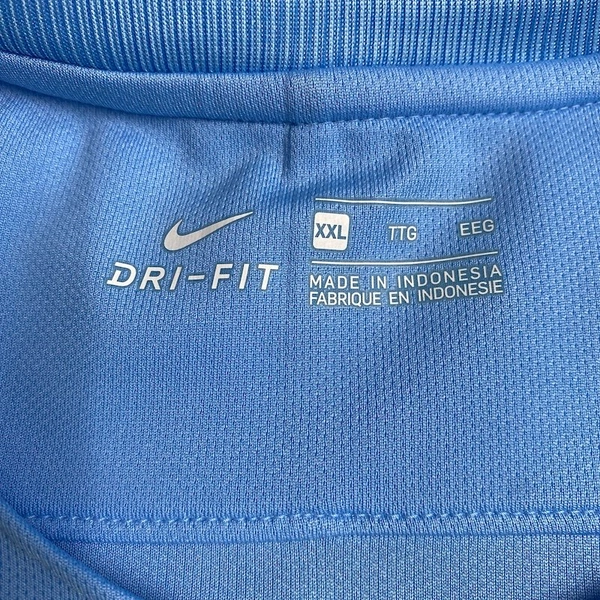 DRI-FIT
XXL TTG EEG
MADE IN INDONESIA
FABRIQUE EN INDONESIE